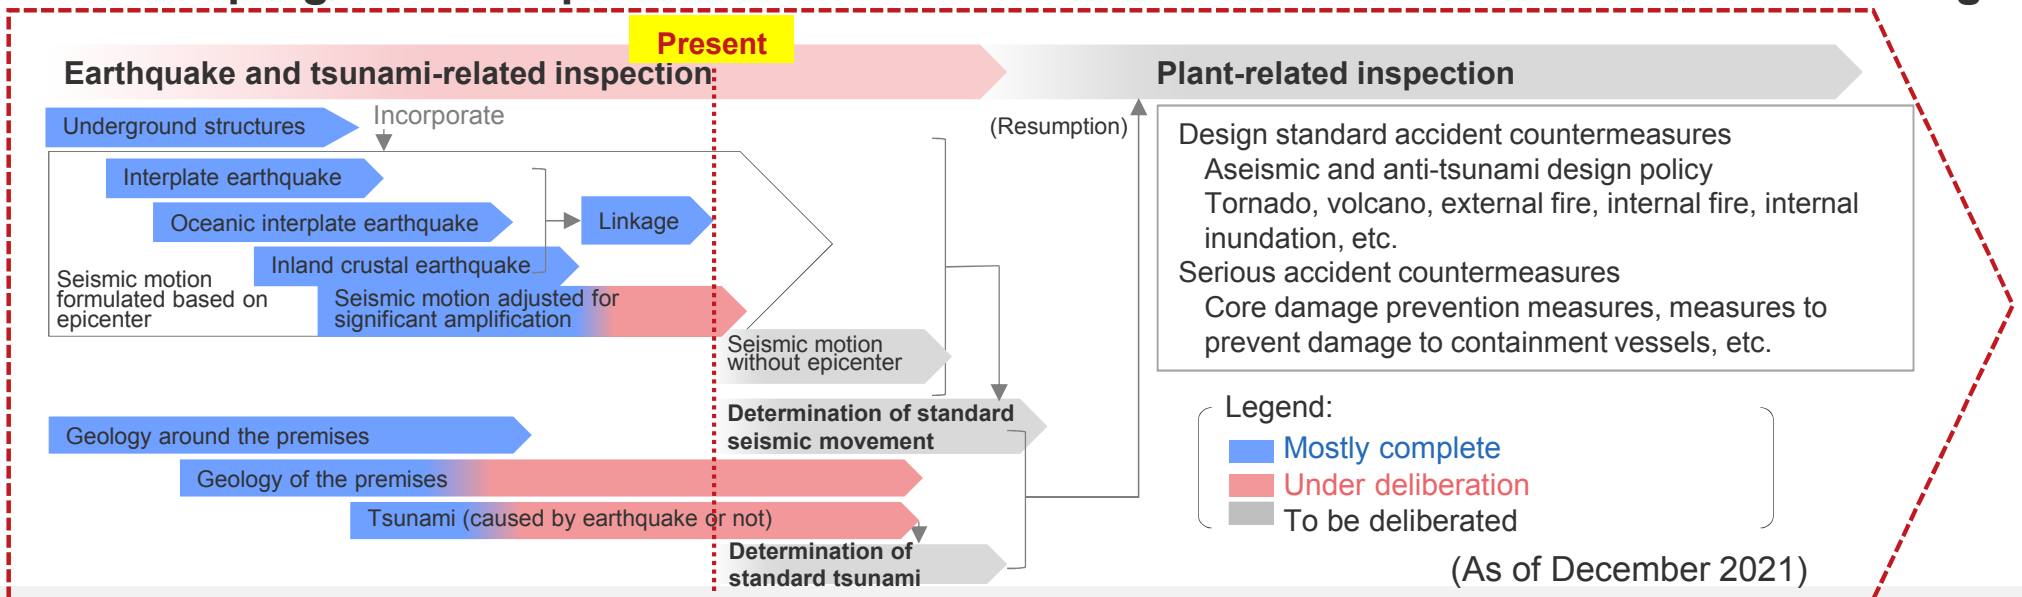 Present
Earthquake and tsunami-related inspection
Plant-related inspection
Underground structures
Incorporate
(Resumption)
Interplate earthquake
Oceanic interplate earthquake
Linkage
Inland crustal earthquake
Seismic motion
formulated based on
epicenter
Seismic motion adjusted for
significant amplification
Seismic motion
without epicenter
Determination of standard
seismic movement
Geology around the premises
Geology of the premises
Tsunami (caused by earthquake or not)
Determination of
standard tsunami
Design standard accident countermeasures
Aseismic and anti-tsunami design policy
Tornado, volcano, external fire, internal fire, internal
inundation, etc.
Serious accident countermeasures
Core damage prevention measures, measures to
prevent damage to containment vessels, etc.
Legend:
Mostly complete
Under deliberation
To be deliberated
(As of December 2021)